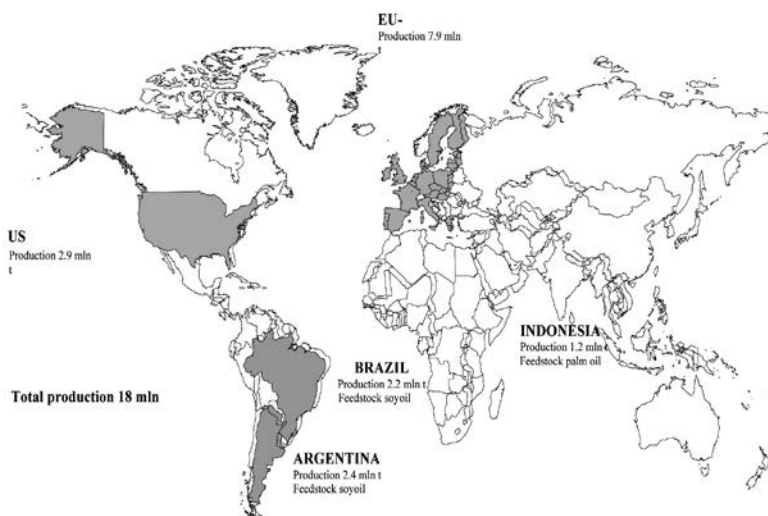 EU-
Production 7.9 mln
t
US
Production 2.9 mln
t
INDONESIA
Production 1.2 mln t
Feedstock palm oil
BRAZIL
Production 2.2 mln t
Feedstock soyoil
Total production 18 mln
ARGENTINA
Production 2.4 mln t
Feedstock soyoil